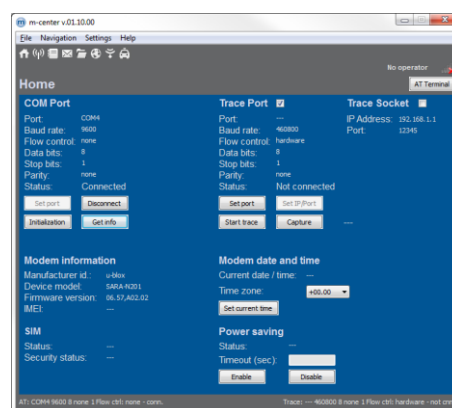 m-center v.01.10.00
File Navigation Settings Help
No operator
Home
AT Terminal
COM Port
Port: COM4
Baud rate: 9600
Flow control: none
Data bits: 8
Stop bits: 1
Parity: none
Status: Connected
Set port Disconnect
Initialization Get info
Trace Port
Port: ---
Baud rate: 460800
Flow control: hardware
Data bits: 8
Stop bits: 1
Parity: none
Status: Not connected
Set port Set IP/Port
Start trace Capture ---
Trace Socket
IP Address: 192.168.1.1
Port: 12345
Modem information
Manufacturer id.: u-blox
Device model: SARA-N201
Firmware version: 06.57,A02.02
IMEI: ---
Modem date and time
Current date / time: ---
Time zone: +00.00
Set current time
SIM
Status: ---
Security status: ---
Power saving
Status: ---
Timeout (sec):
Enable Disable
AT: COM4 9600 8 none 1 Flow ctrl: none - conn.
Trace: --- 460800 8 none 1 Flow ctrl: hardware - not cnn